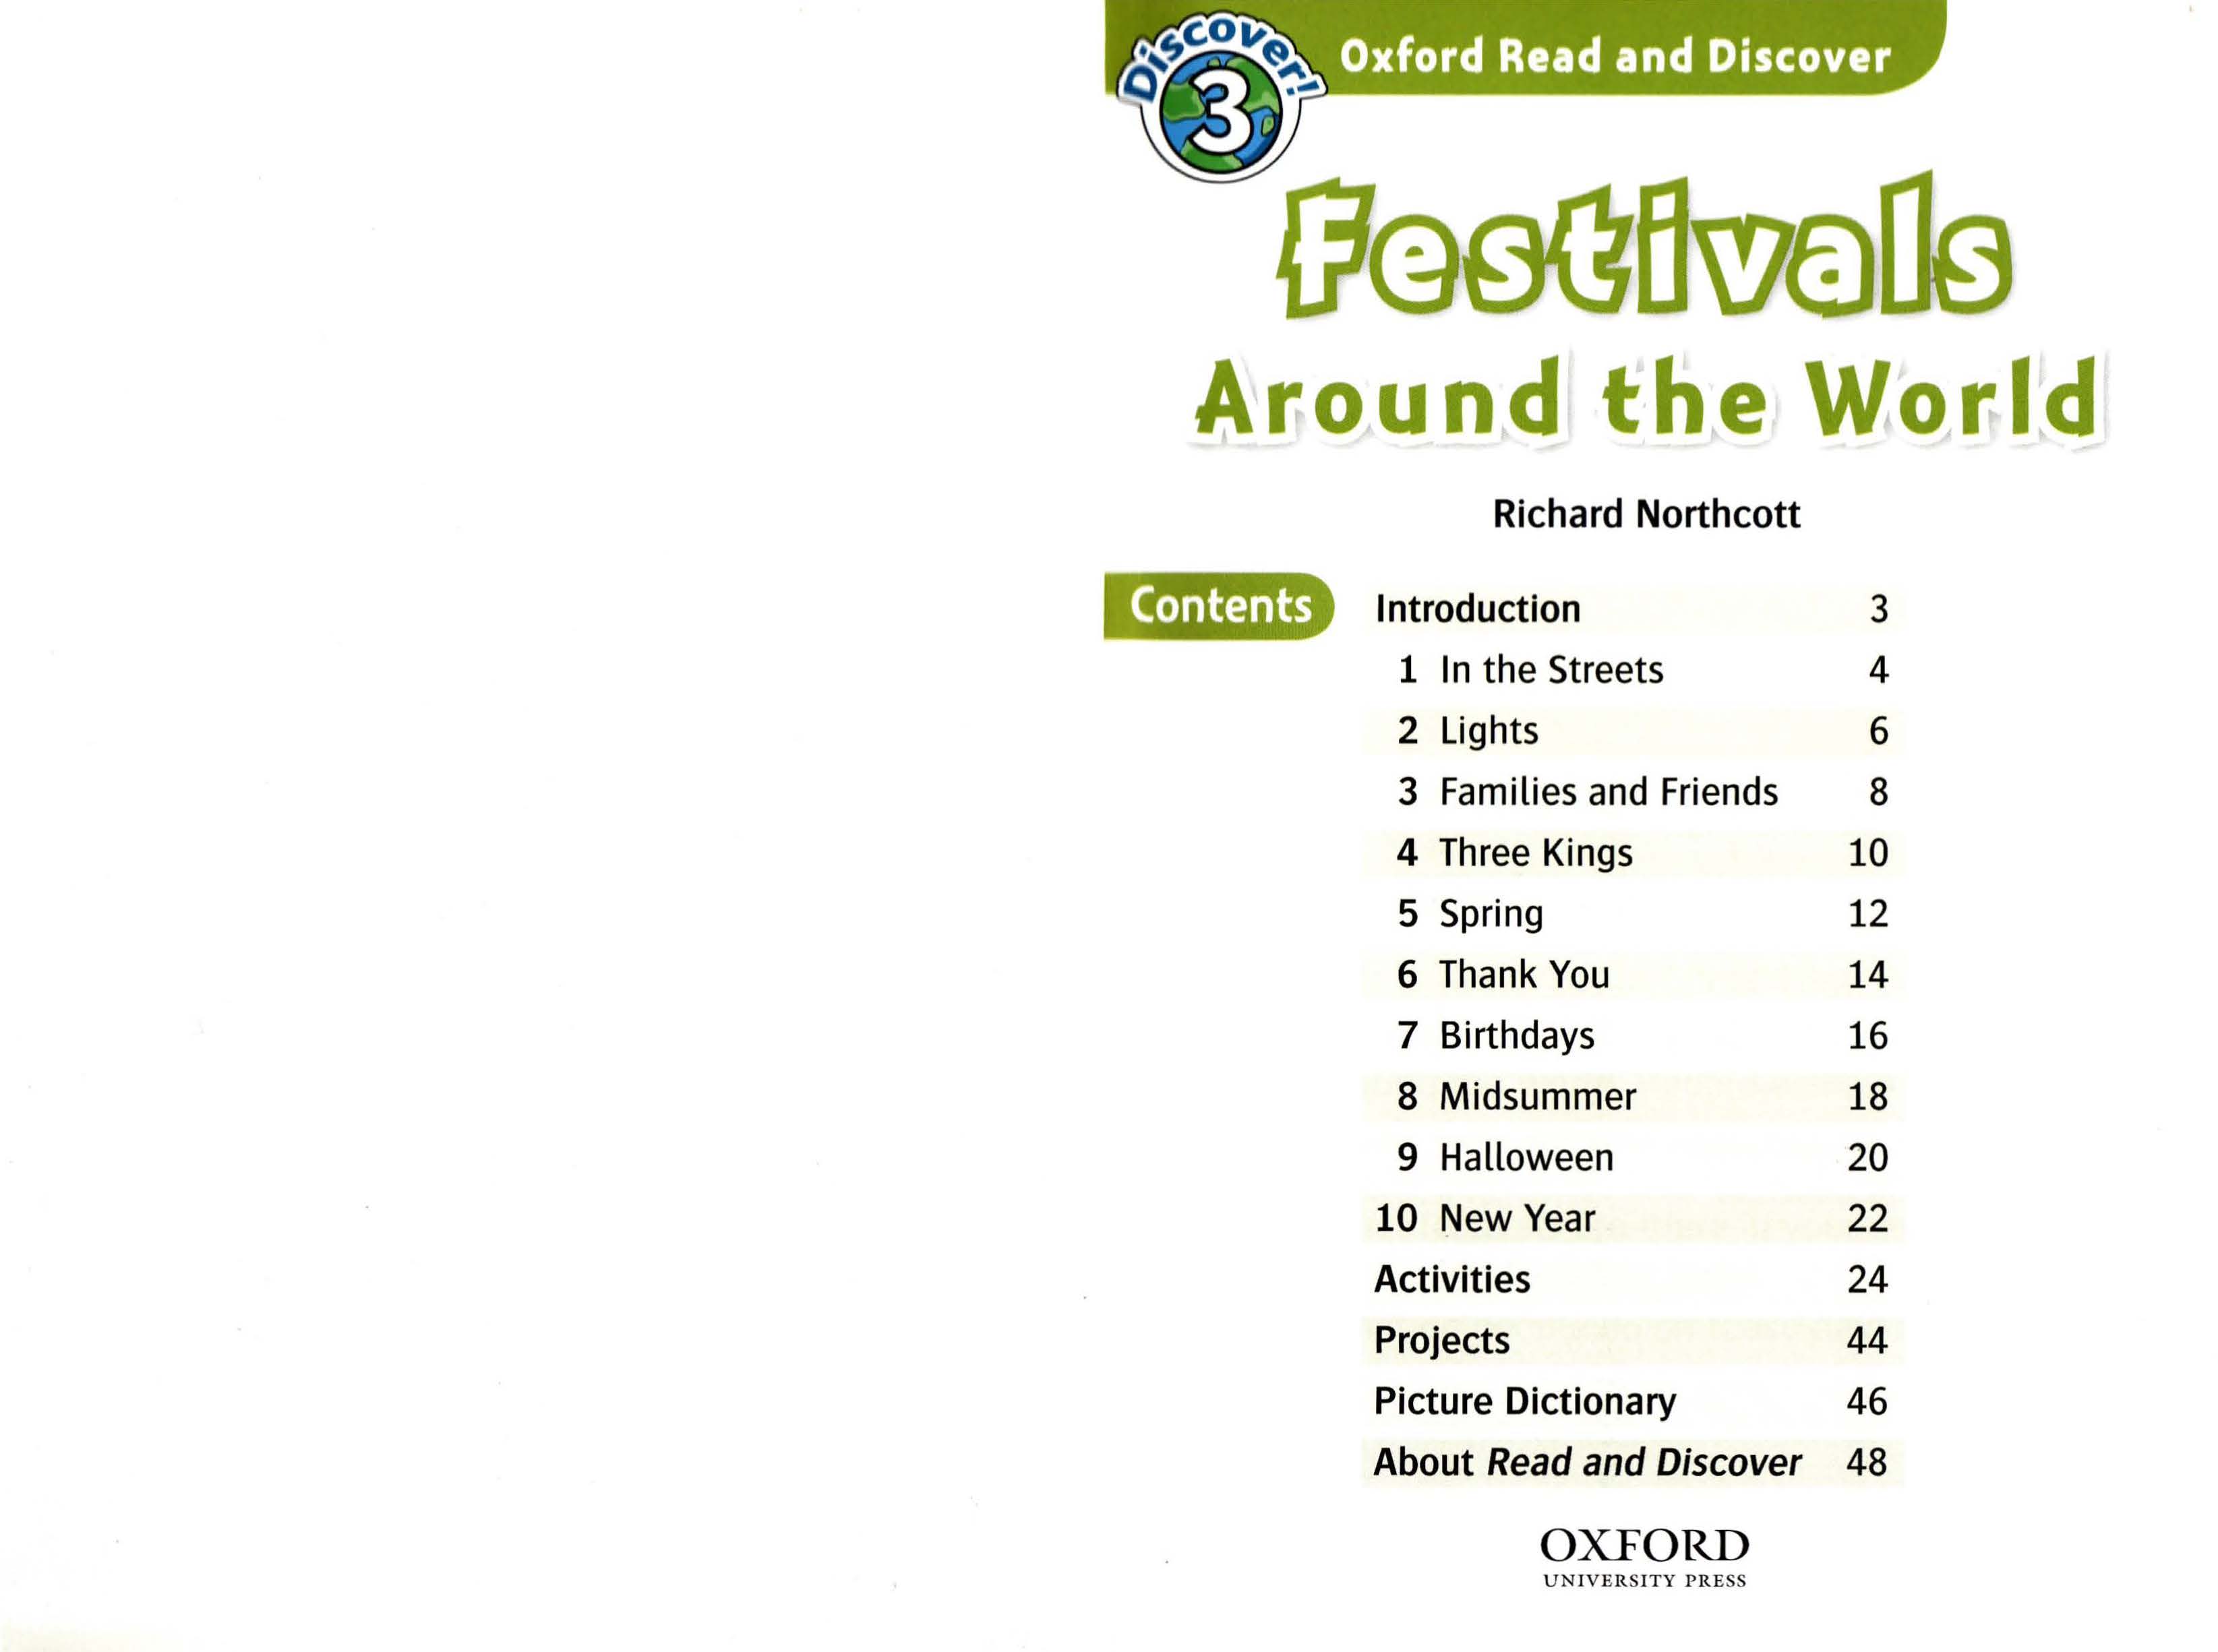 Discover!
3
Oxford Read and Discover
Festivals
Around the World
Richard Northcott
Contents
Introduction 3
1 In the Streets 4
2 Lights 6
3 Families and Friends 8
4 Three Kings 10
5 Spring 12
6 Thank You 14
7 Birthdays 16
8 Midsummer 18
9 Halloween 20
10 New Year 22
Activities 24
Projects 44
Picture Dictionary 46
About Read and Discover 48
OXFORD
UNIVERSITY PRESS